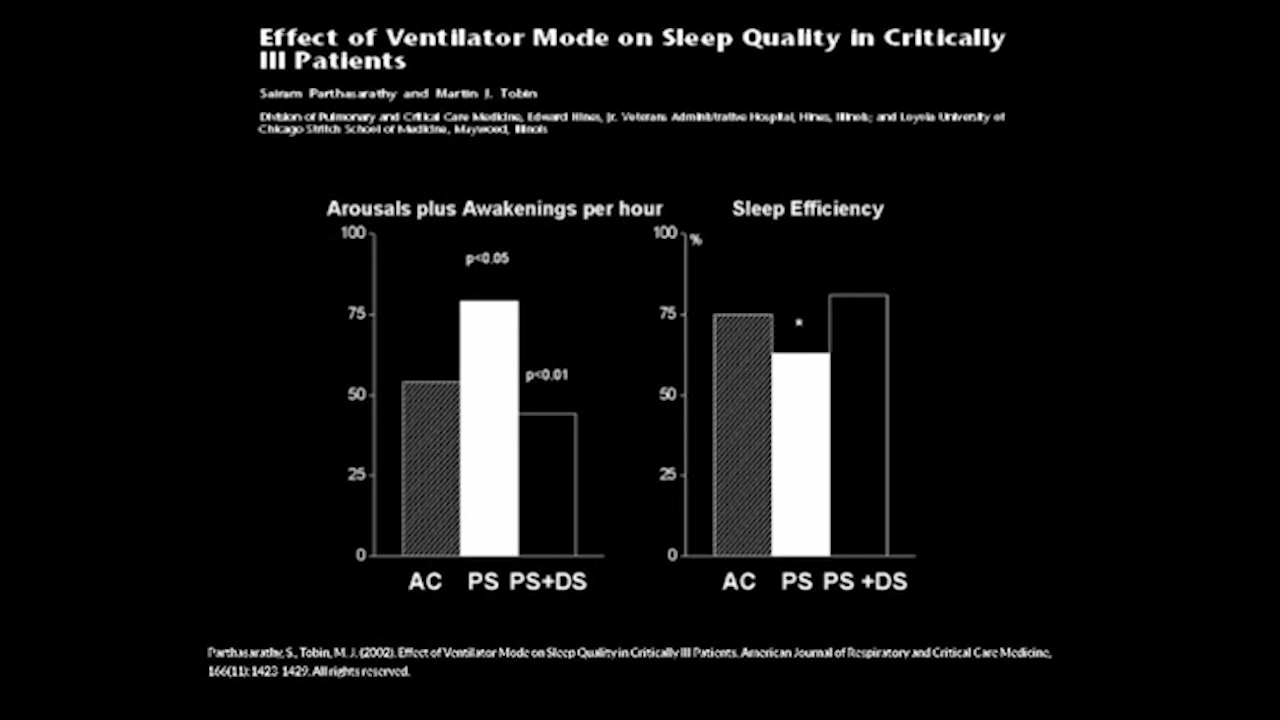 Effect of Ventilator Mode on Sleep Quality in Critically
Ill Patients
Sairam Parthasarathy and Martin J. Tobin
Division of Pulmonary and Critical Care Medicine, Edward Hines, Jr. Veterans Administrative Hospital, Hines, Illinois; and Loyola University of
Chicago Stritch School of Medicine, Maywood, Illinois
Arousals plus Awakenings per hour
100
p<0.05
75
p<0.01
50
25
0
AC PS PS+DS
Sleep Efficiency
100 %
75
*
50
25
0
AC PS PS +DS
Parthasarathy, S., Tobin, M. J. (2002). Effect of Ventilator Mode on Sleep Quality in Critically Ill Patients. American Journal of Respiratory and Critical Care Medicine,
166(11): 1423-1429. All rights reserved.